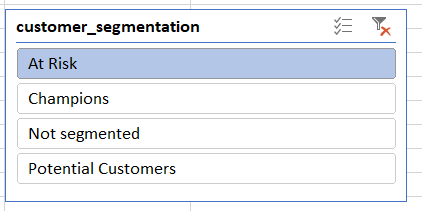 customer_segmentation
At Risk
Champions
Not segmented
Potential Customers